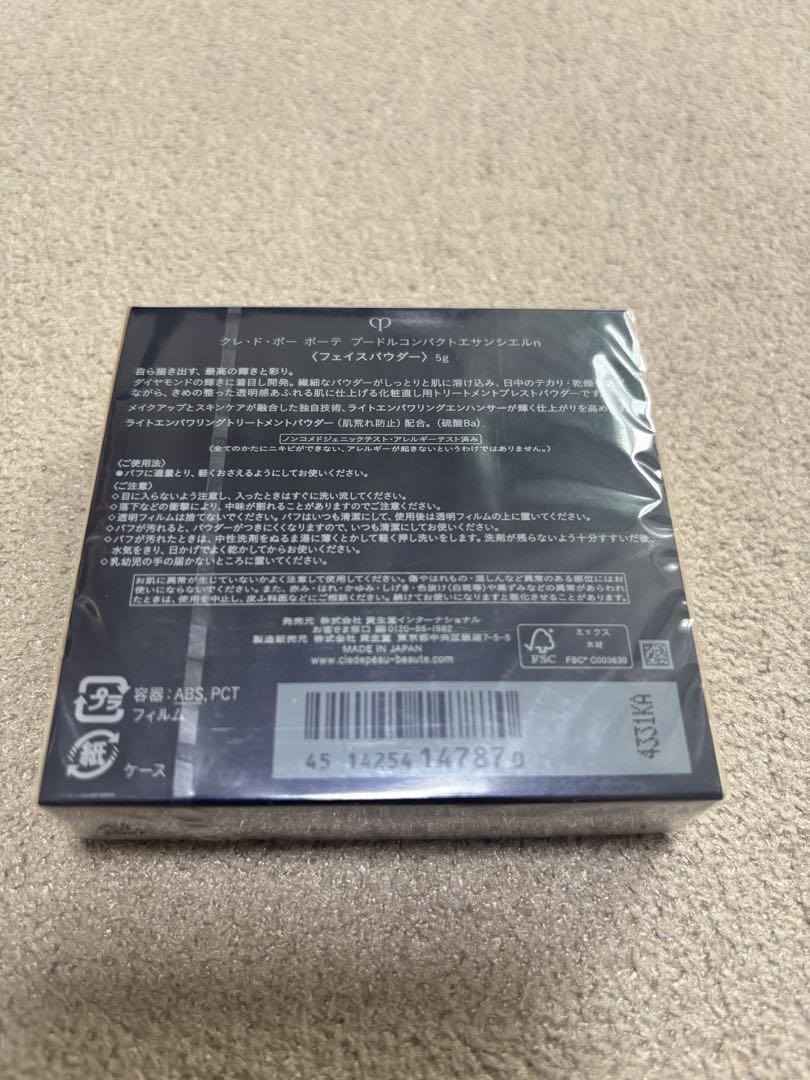 クレ・ド・ポー ボーテ プードルコンパクトエサンシエルn
〈フェイスパウダー〉5g
自ら描き出す、最高の輝きと彩り。
ダイヤモンドの輝きに着目し開発。繊細なパウダーがしっとりと肌に溶け込み、日中のテカリ・乾燥を
ながら、きめの整った透明感あふれる肌に仕上げる化粧直し用トリートメントプレストパウダーです
メイクアップとスキンケアが融合した独自技術、ライトエンパワリングエンハンサーが輝く仕上がりを高め
ライトエンパワリングトリートメントパウダー（肌荒れ防止）配合。（硫酸Ba）
ノンコメドジェニックテスト・アレルギーテスト済み
（全てのかたにニキビができない、アレルギーが起きないというわけではありません。）
〈ご使用法〉
●パフに適量とり、軽くおさえるようにしてお使いください。
〈ご注意〉
◇目に入らないよう注意し、入ったときはすぐに洗い流してください。
◇落下などの衝撃により、中味が割れることがありますのでご注意ください。
◇透明フィルムは捨てないでください。パフはいつも清潔にして、使用後は透明フィルムの上に置いてください。
◇パフが汚れると、パウダーがつきにくくなりますので、いつも清潔にしてお使いください。
◇パフが汚れたときは、中性洗剤をぬるま湯に薄くとかして軽く押し洗いをします。洗剤が残らないよう十分すすいだ後、
水気をきり、日かげでよく乾かしてからお使いください。
◇乳幼児の手の届かないところに置いてください。
お肌に異常が生じていないかよく注意して使用してください。傷やはれもの・湿しんなど異常のある部位にはお
使いにならないでください。また、赤み・はれ・かゆみ・しげき・色抜け（白斑等）や黒ずみなどの異常があらわれ
たときは、使用を中止し、皮ふ科医などにご相談ください。続けてお使いになりますと悪化させることがあります。
発売元 株式会社 資生堂インターナショナル
お客さま窓口 0120-86-1982
製造販売元 株式会社 資生堂 東京都中央区銀座7-5-5
MADE IN JAPAN
www.cledepeau-beaute.com
FSC
ミックス
木材
FSC® C003630
プラ
容器：ABS, PCT
フィルム
紙
ケース
45 14254 14787 0
4331KA